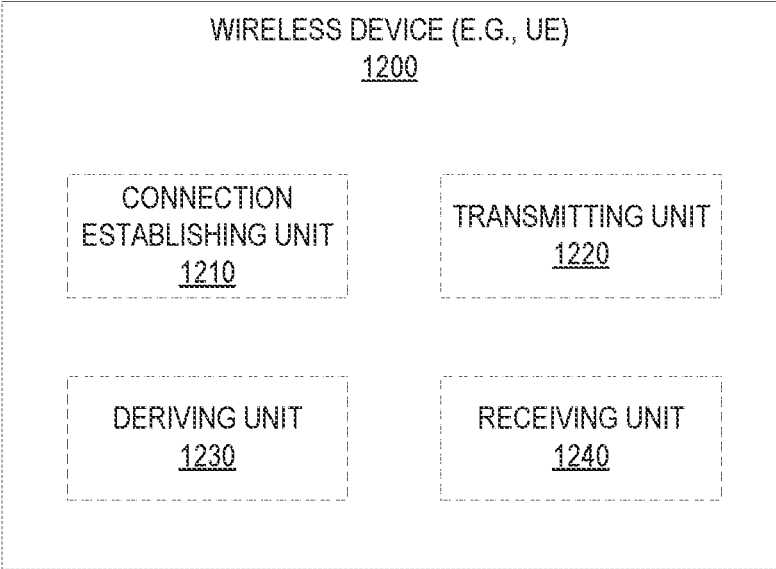 WIRELESS DEVICE (E.G., UE)
1200
CONNECTION
ESTABLISHING UNIT
1210
TRANSMITTING UNIT
1220
DERIVING UNIT
1230
RECEIVING UNIT
1240